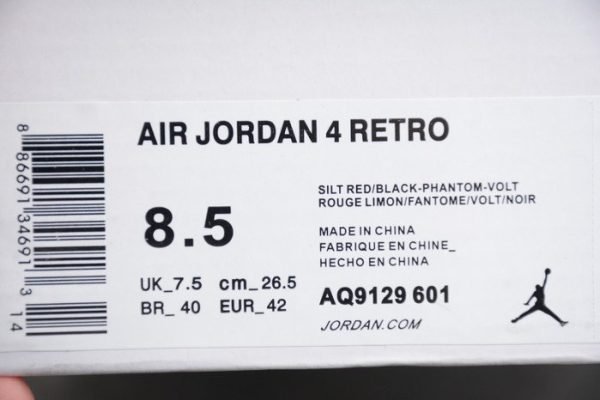 AIR JORDAN 4 RETRO
8.5
UK_7.5 cm_26.5
BR_ 40 EUR_42
SILT RED/BLACK-PHANTOM-VOLT
ROUGE LIMON/FANTOME/VOLT/NOIR
MADE IN CHINA
FABRIQUE EN CHINE_
HECHO EN CHINA
AQ9129 601
JORDAN.COM
8 86691 34691 3 14